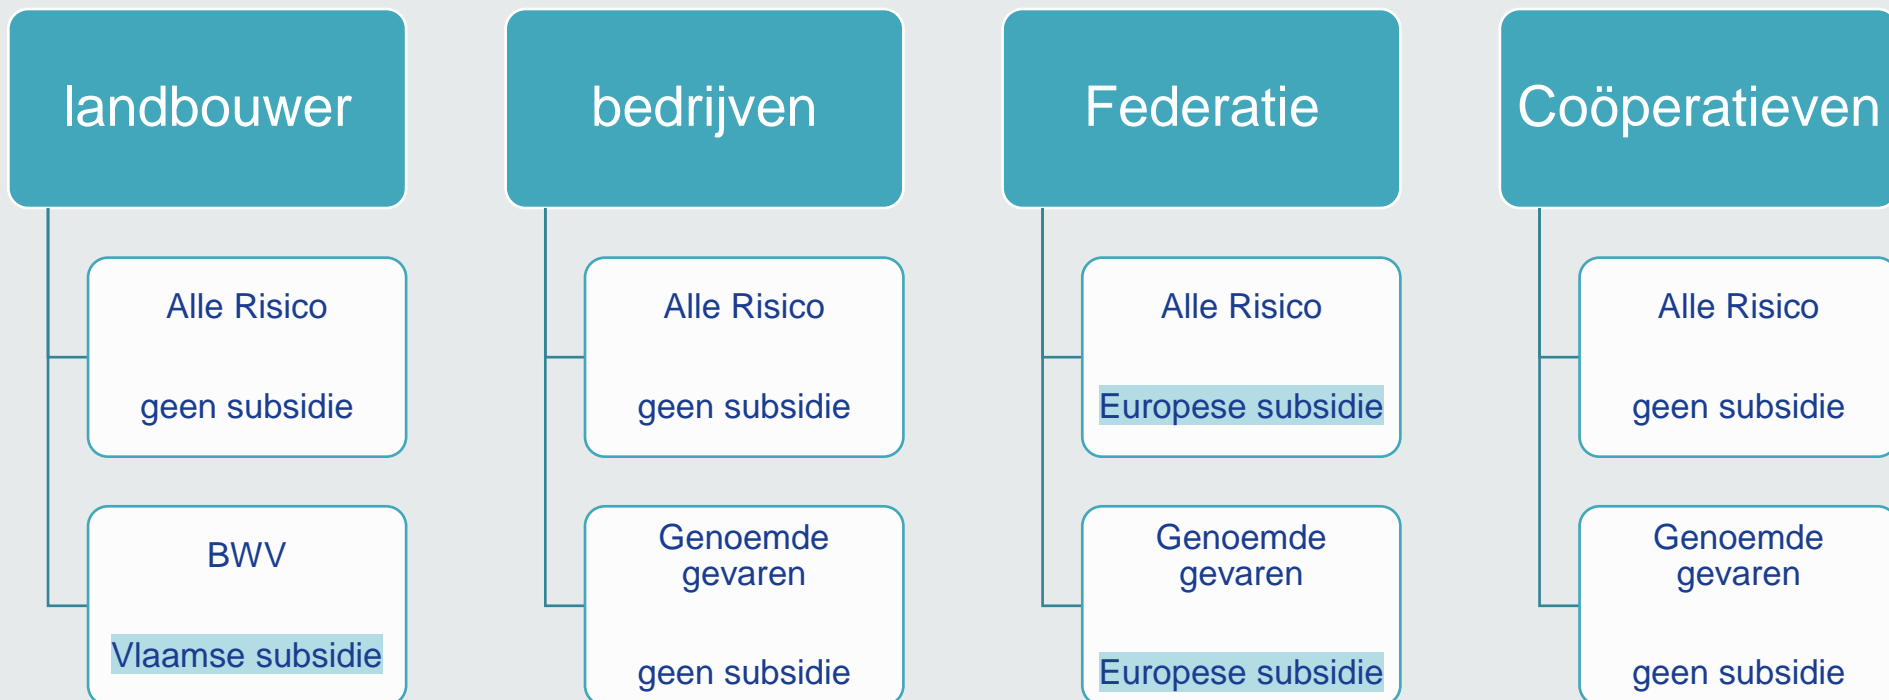 landbouwer
Alle Risico
geen subsidie
BWV
Vlaamse subsidie
bedrijven
Alle Risico
geen subsidie
Genoemde
gevaren
geen subsidie
Federatie
Alle Risico
Europese subsidie
Genoemde
gevaren
Europese subsidie
Coöperatieven
Alle Risico
geen subsidie
Genoemde
gevaren
geen subsidie